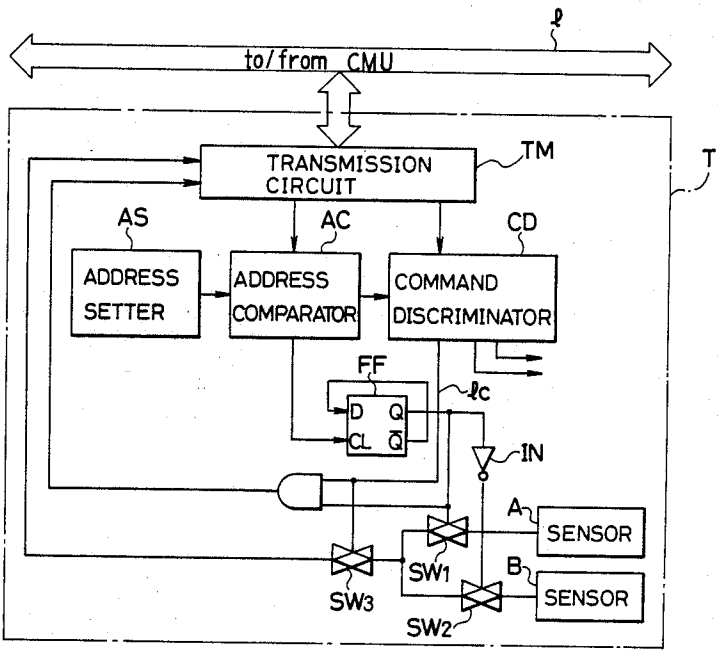 ℓ
to/from CMU
TRANSMISSION
CIRCUIT
TM
T
AS
AC
CD
ADDRESS
SETTER
ADDRESS
COMPARATOR
COMMAND
DISCRIMINATOR
FF
ℓc
D Q
CL Q̅
IN
A
SENSOR
SW1
B
SENSOR
SW3
SW2